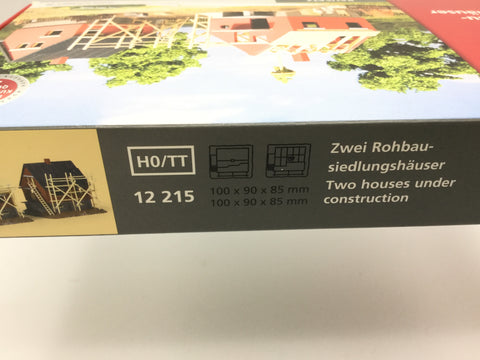 H0/TT
12 215
100 x 90 x 85 mm
100 x 90 x 85 mm
Zwei Rohbau-
siedlungshäuser
Two houses under
construction